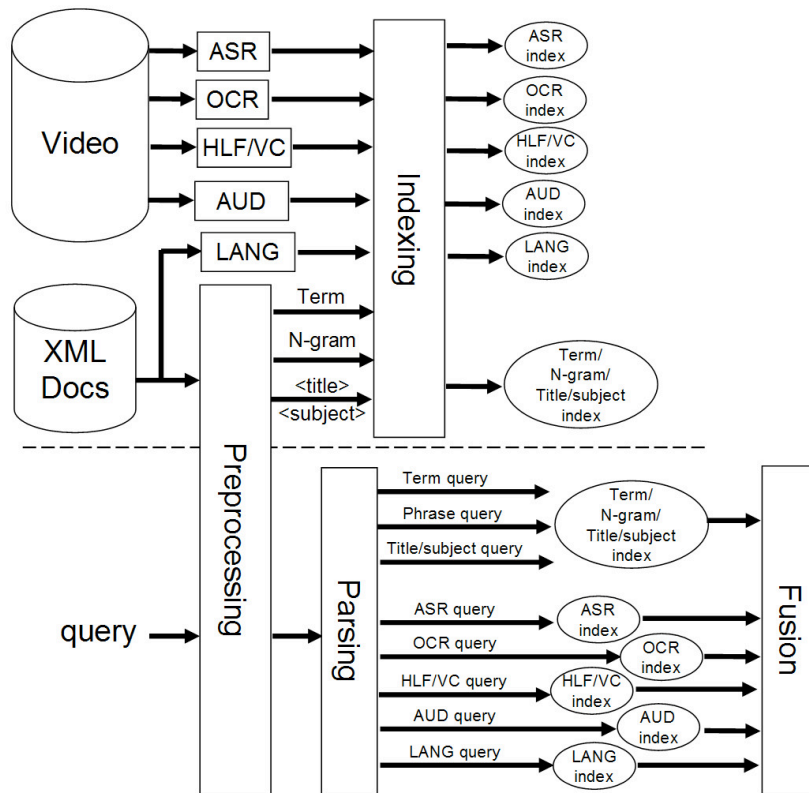 Video
ASR
OCR
HLF/VC
AUD
LANG
XML
Docs
Term
N-gram
<title>
<subject>
Indexing
ASR
index
OCR
index
HLF/VC
index
AUD
index
LANG
index
Term/
N-gram/
Title/subject
index
Preprocessing
query
Parsing
Term query
Phrase query
Title/subject query
ASR query
OCR query
HLF/VC query
AUD query
LANG query
Term/
N-gram/
Title/subject
index
ASR
index
OCR
index
HLF/VC
index
AUD
index
LANG
index
Fusion